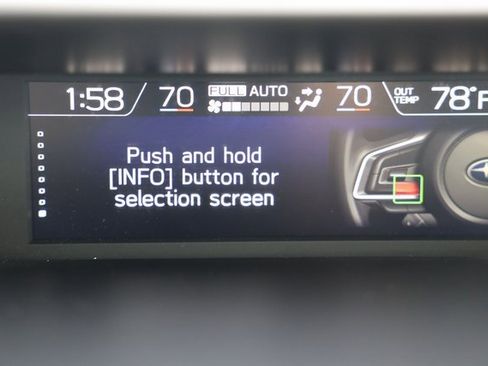 1:58 70 FULL AUTO 70 OUT TEMP 78°F
Push and hold
[INFO] button for
selection screen